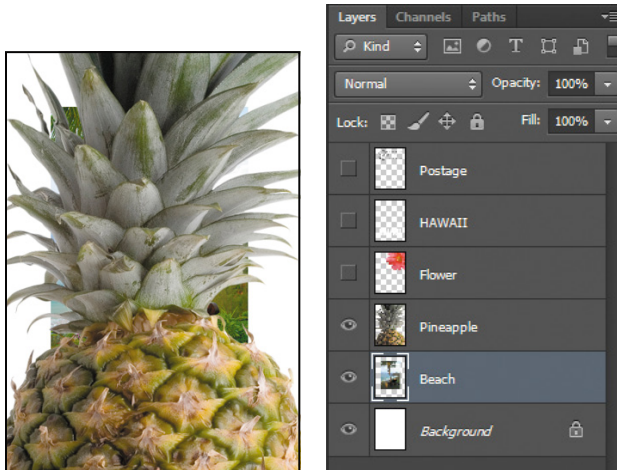 Layers Channels Paths
Kind T
Normal Opacity: 100%
Lock: Fill: 100%
Postage
HAWAII
Flower
Pineapple
Beach
Background